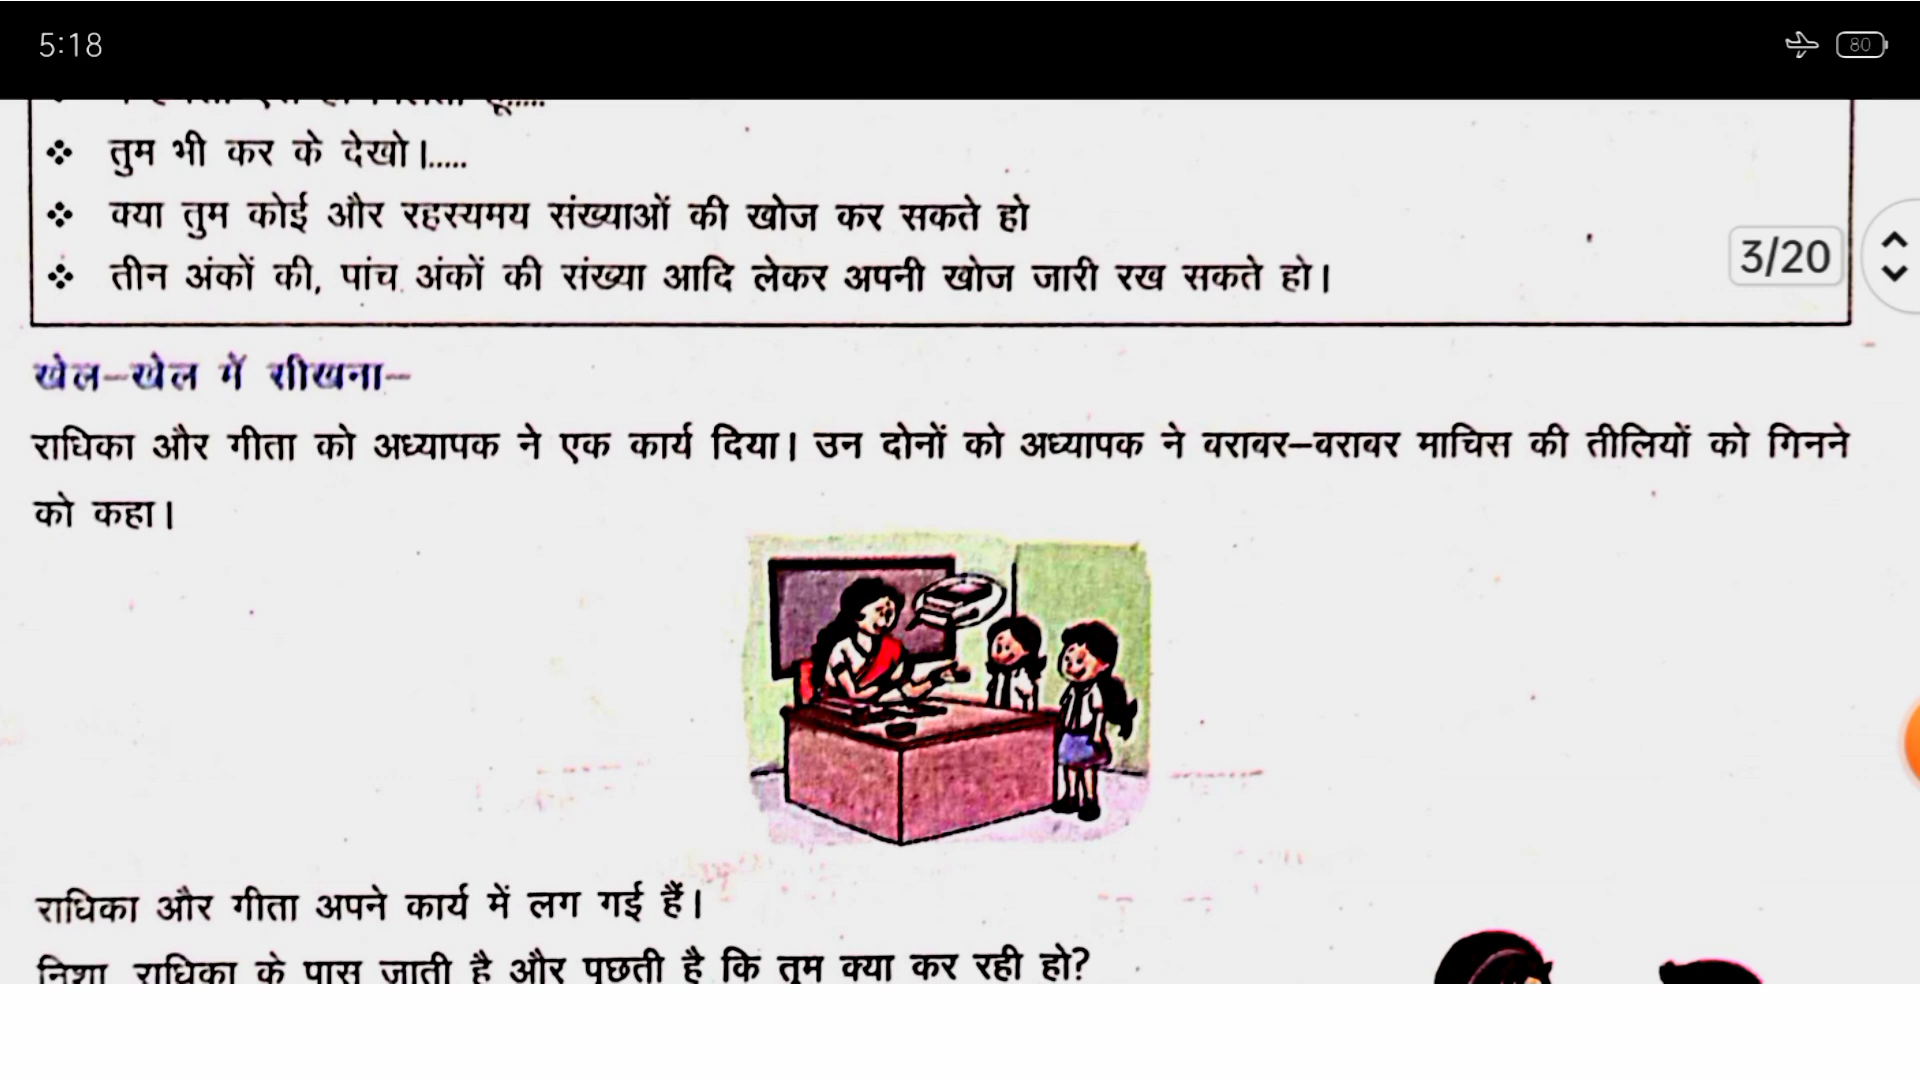 5:18
80
❖ तुम भी कर के देखो।.....
❖ क्या तुम कोई और रहस्यमय संख्याओं की खोज कर सकते हो
❖ तीन अंकों की, पांच अंकों की संख्या आदि लेकर अपनी खोज जारी रख सकते हो।
3/20
खेल–खेल में सीखना–
राधिका और गीता को अध्यापक ने एक कार्य दिया। उन दोनों को अध्यापक ने बराबर–बराबर माचिस की तीलियों को गिनने
को कहा।
राधिका और गीता अपने कार्य में लग गई हैं।
निशा राधिका के पास जाती है और पूछती है कि तुम क्या कर रही हो?